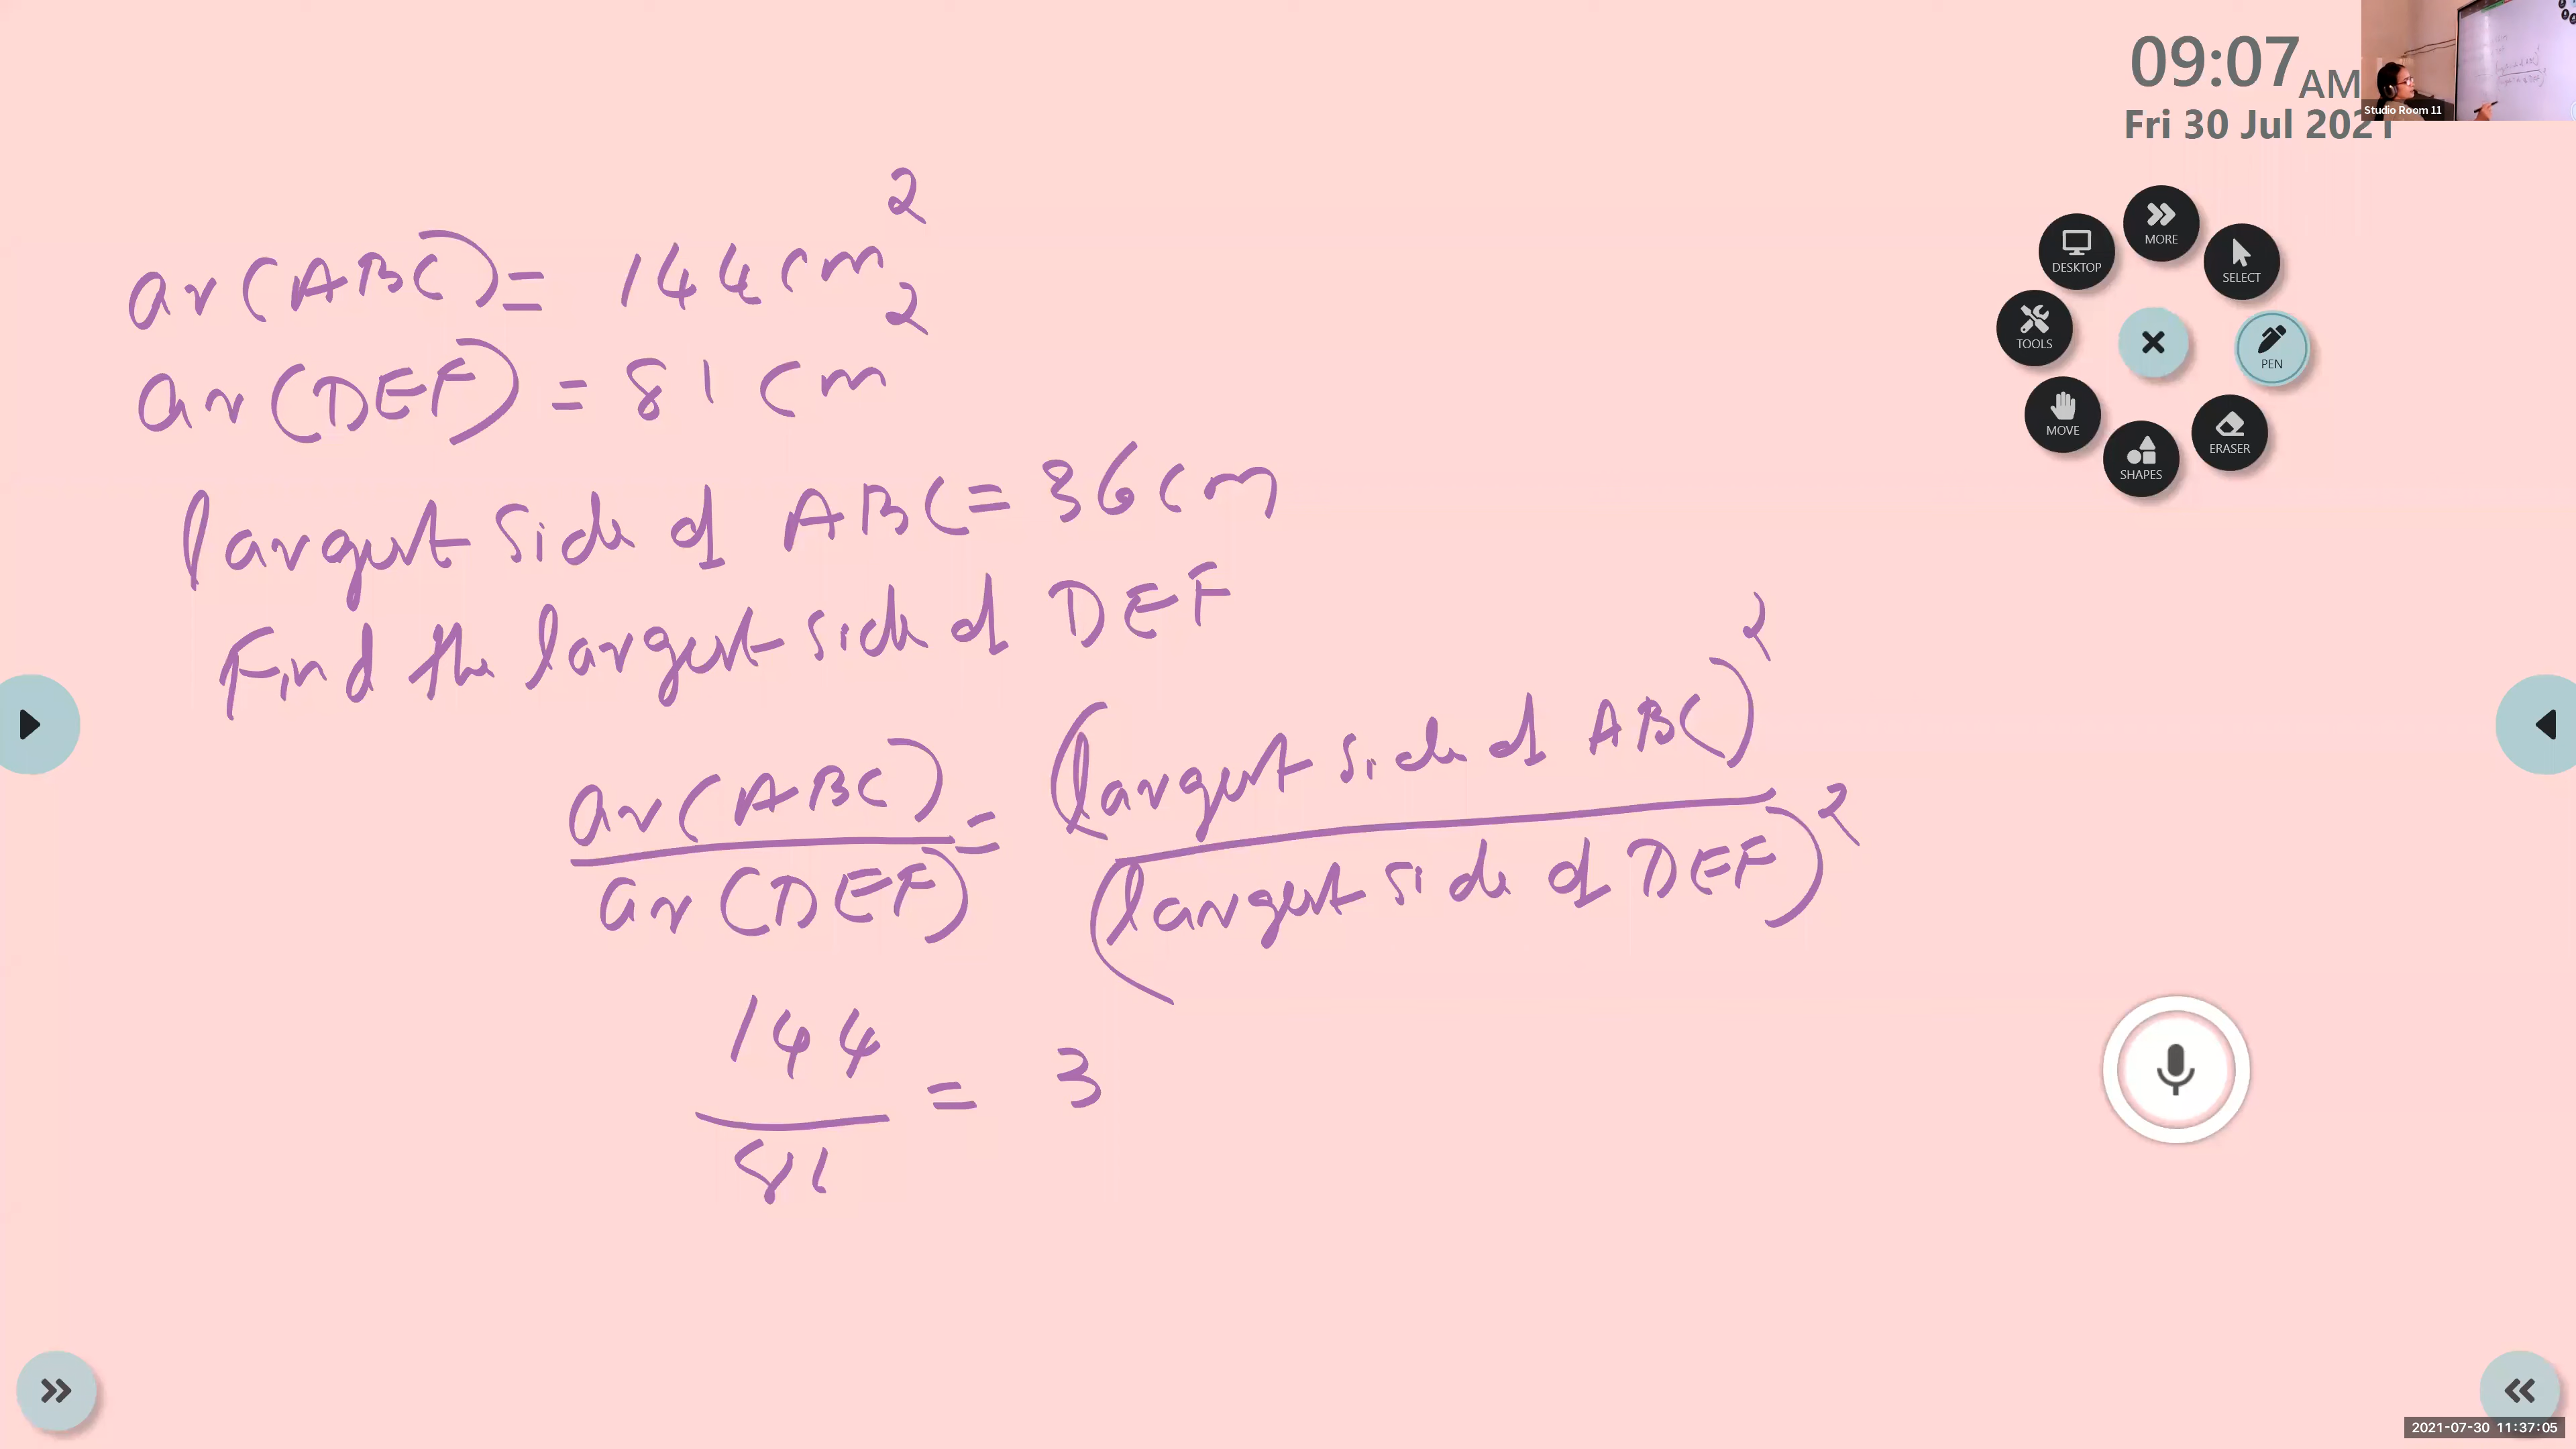 09:07 AM
Fri 30 Jul 2021
Studio Room 11
MORE
DESKTOP
SELECT
TOOLS
PEN
MOVE
ERASER
SHAPES
ar(ABC) = 144 cm²
ar(DEF) = 81 cm²
largest side of ABC = 36 cm
Find the largest side of DEF
ar(ABC) / ar(DEF) = (largest side of ABC)² / (largest side of DEF)²
144 / 81 = 3
2021-07-30 11:37:05